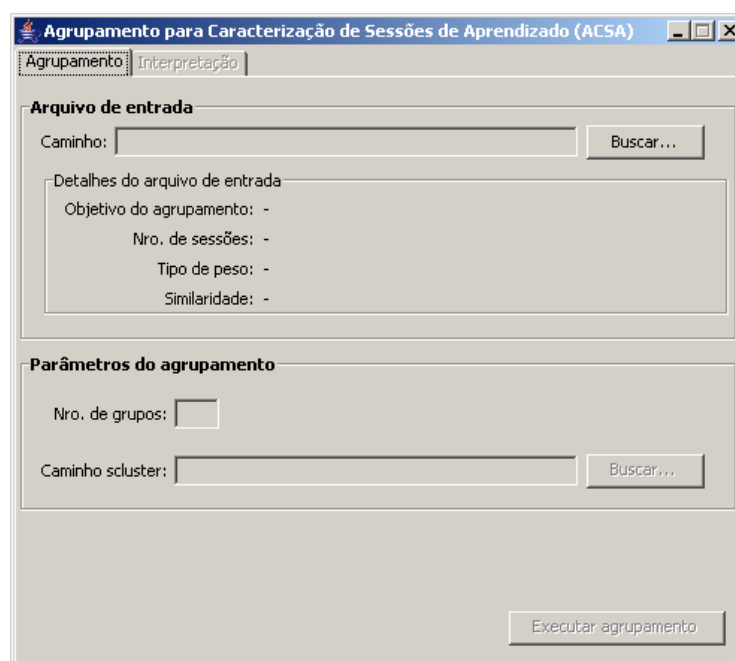 Agrupamento para Caracterização de Sessões de Aprendizado (ACSA)
Agrupamento Interpretação
Arquivo de entrada
Caminho: Buscar...
Detalhes do arquivo de entrada
Objetivo do agrupamento: -
Nro. de sessões: -
Tipo de peso: -
Similaridade: -
Parâmetros do agrupamento
Nro. de grupos:
Caminho scluster: Buscar...
Executar agrupamento